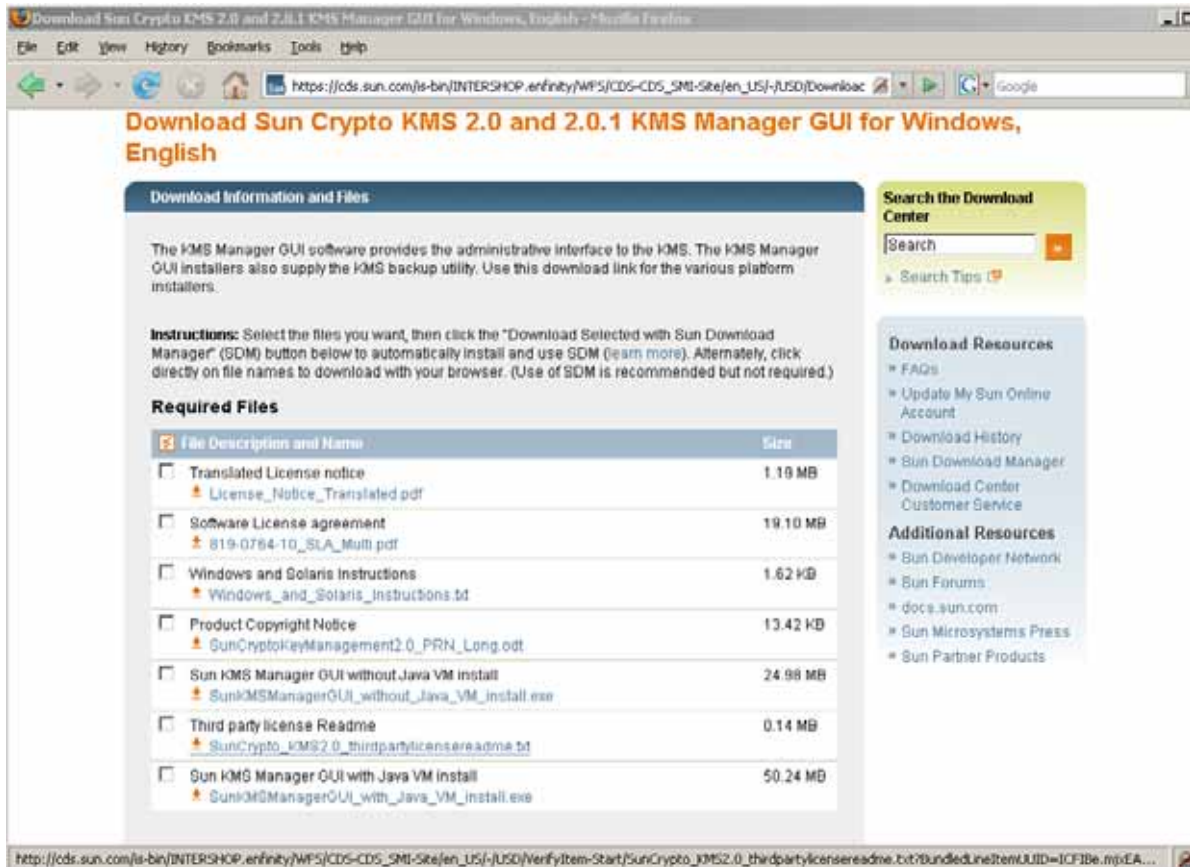 Download Sun Crypto KMS 2.0 and 2.0.1 KMS Manager GUI for Windows, English - Mozilla Firefox
File Edit View History Bookmarks Tools Help
https://cds.sun.com/is-bin/INTERSHOP.enfinity/WFS/CDS-CDS_SMI-Site/en_US/-/USD/Downloac
Google
Download Sun Crypto KMS 2.0 and 2.0.1 KMS Manager GUI for Windows,
English
Download Information and Files
The KMS Manager GUI software provides the administrative interface to the KMS. The KMS Manager
GUI installers also supply the KMS backup utility. Use this download link for the various platform
installers.
Instructions: Select the files you want, then click the "Download Selected with Sun Download
Manager" (SDM) button below to automatically install and use SDM (learn more). Alternately, click
directly on file names to download with your browser. (Use of SDM is recommended but not required.)
Required Files
File Description and Name Size
Translated License notice 1.19 MB
License_Notice_Translated.pdf
Software License agreement 19.10 MB
819-0764-10_SLA_Multi.pdf
Windows and Solaris Instructions 1.62 KB
Windows_and_Solaris_Instructions.txt
Product Copyright Notice 13.42 KB
SunCryptoKeyManagement2.0_PRN_Long.odt
Sun KMS Manager GUI without Java VM install 24.98 MB
SunKMSManagerGUI_without_Java_VM_install.exe
Third party license Readme 0.14 MB
SunCrypto_KMS2.0_thirdpartylicensereadme.txt
Sun KMS Manager GUI with Java VM install 50.24 MB
SunKMSManagerGUI_with_Java_VM_install.exe
Search the Download
Center
Search
» Search Tips
Download Resources
» FAQs
» Update My Sun Online
Account
» Download History
» Sun Download Manager
» Download Center
Customer Service
Additional Resources
» Sun Developer Network
» Sun Forums
» docs.sun.com
» Sun Microsystems Press
» Sun Partner Products
http://cds.sun.com/is-bin/INTERSHOP.enfinity/WFS/CDS-CDS_SMI-Site/en_US/-/USD/VerifyItem-Start/SunCrypto_KMS2.0_thirdpartylicensereadme.txt?BundledLineItemUUID=ICFIBe.mjxEA...